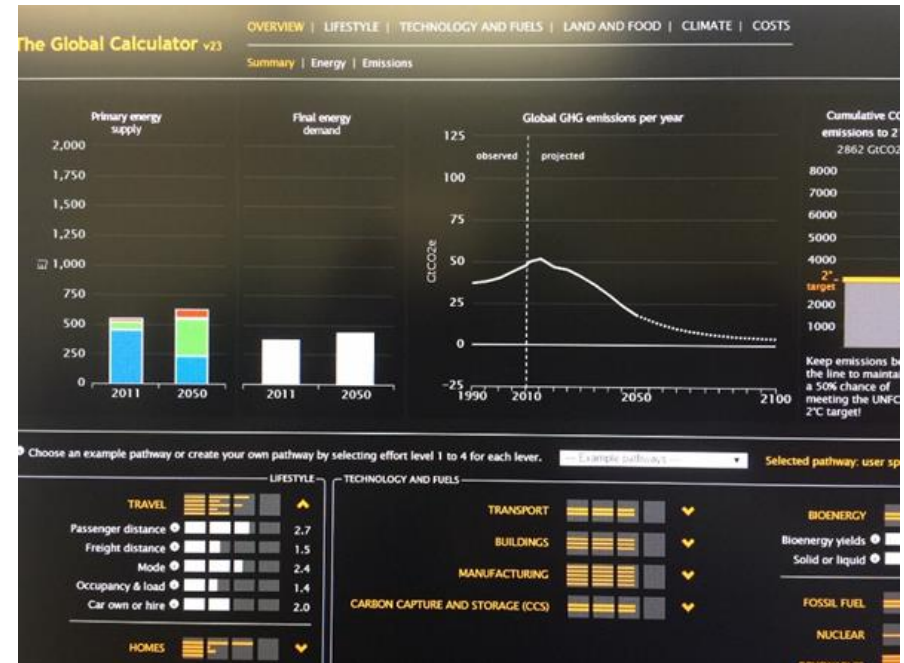 The Global Calculator v23
OVERVIEW | LIFESTYLE | TECHNOLOGY AND FUELS | LAND AND FOOD | CLIMATE | COSTS
Summary | Energy | Emissions
Primary energy
supply
2,000
1,750
1,500
1,250
1,000
750
500
250
0
EJ
2011
2050
Final energy
demand
2011
2050
Global GHG emissions per year
125
100
75
50
25
0
-25
GtCO2e
observed
projected
1990
2010
2050
2100
Cumulative CO
emissions to 2
2862 GtCO2
8000
7000
6000
5000
4000
2°
target
2000
1000
Keep emissions be
the line to maintai
a 50% chance of
meeting the UNFC
2°C target!
Choose an example pathway or create your own pathway by selecting effort level 1 to 4 for each lever.
--- Example pathways ---
Selected pathway: user sp
LIFESTYLE
TRAVEL
Passenger distance 2.7
Freight distance 1.5
Mode 2.4
Occupancy & load 1.4
Car own or hire 2.0
HOMES
TECHNOLOGY AND FUELS
TRANSPORT
BUILDINGS
MANUFACTURING
CARBON CAPTURE AND STORAGE (CCS)
BIOENERGY
Bioenergy yields
Solid or liquid
FOSSIL FUEL
NUCLEAR